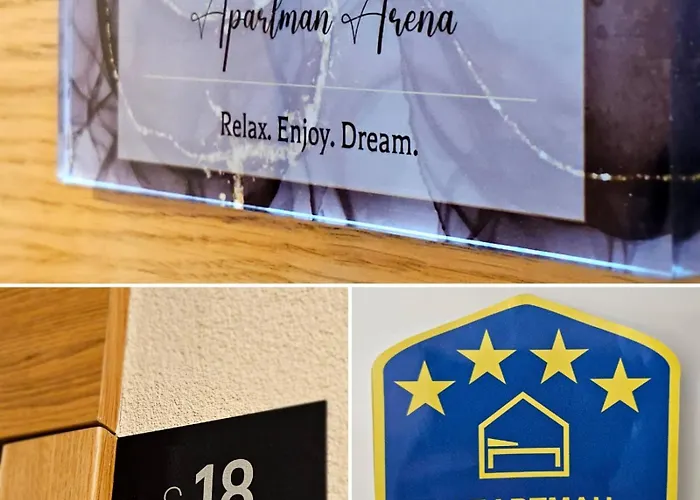 Apartman Arena
Relax. Enjoy. Dream.
18